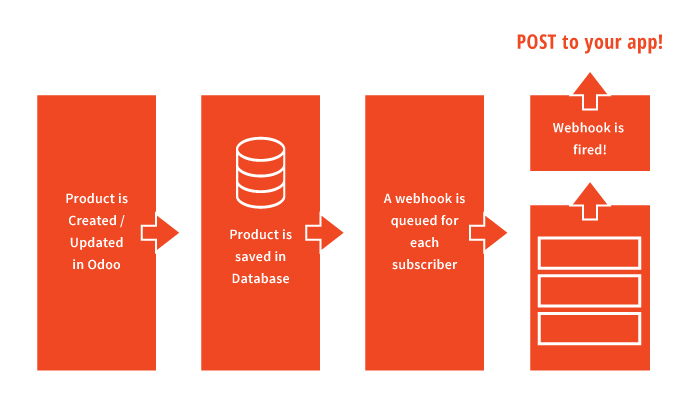 POST to your app!
Product is
Created /
Updated
in Odoo
Product is
saved in
Database
A webhook is
queued for
each
subscriber
Webhook is
fired!